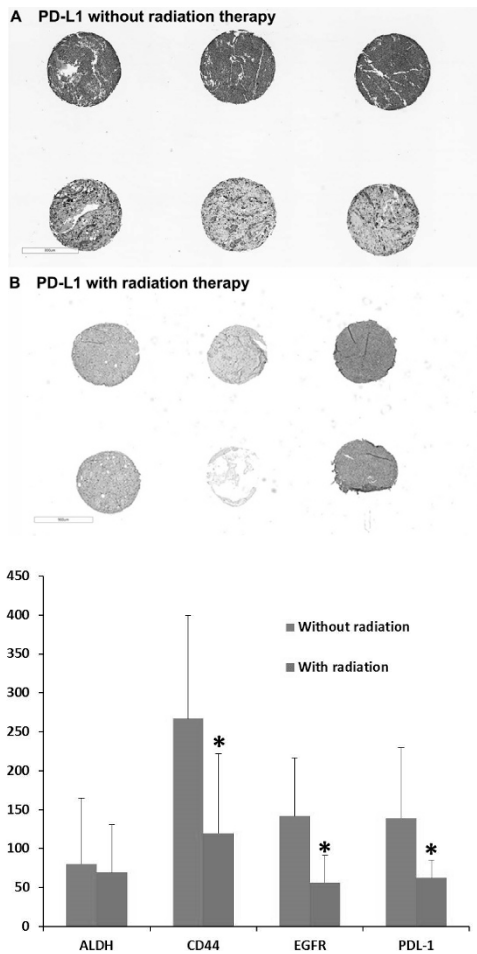 A PD-L1 without radiation therapy
B PD-L1 with radiation therapy
450
400
350
300
250
200
150
100
50
0
Without radiation
With radiation
*
*
*
ALDH CD44 EGFR PDL-1